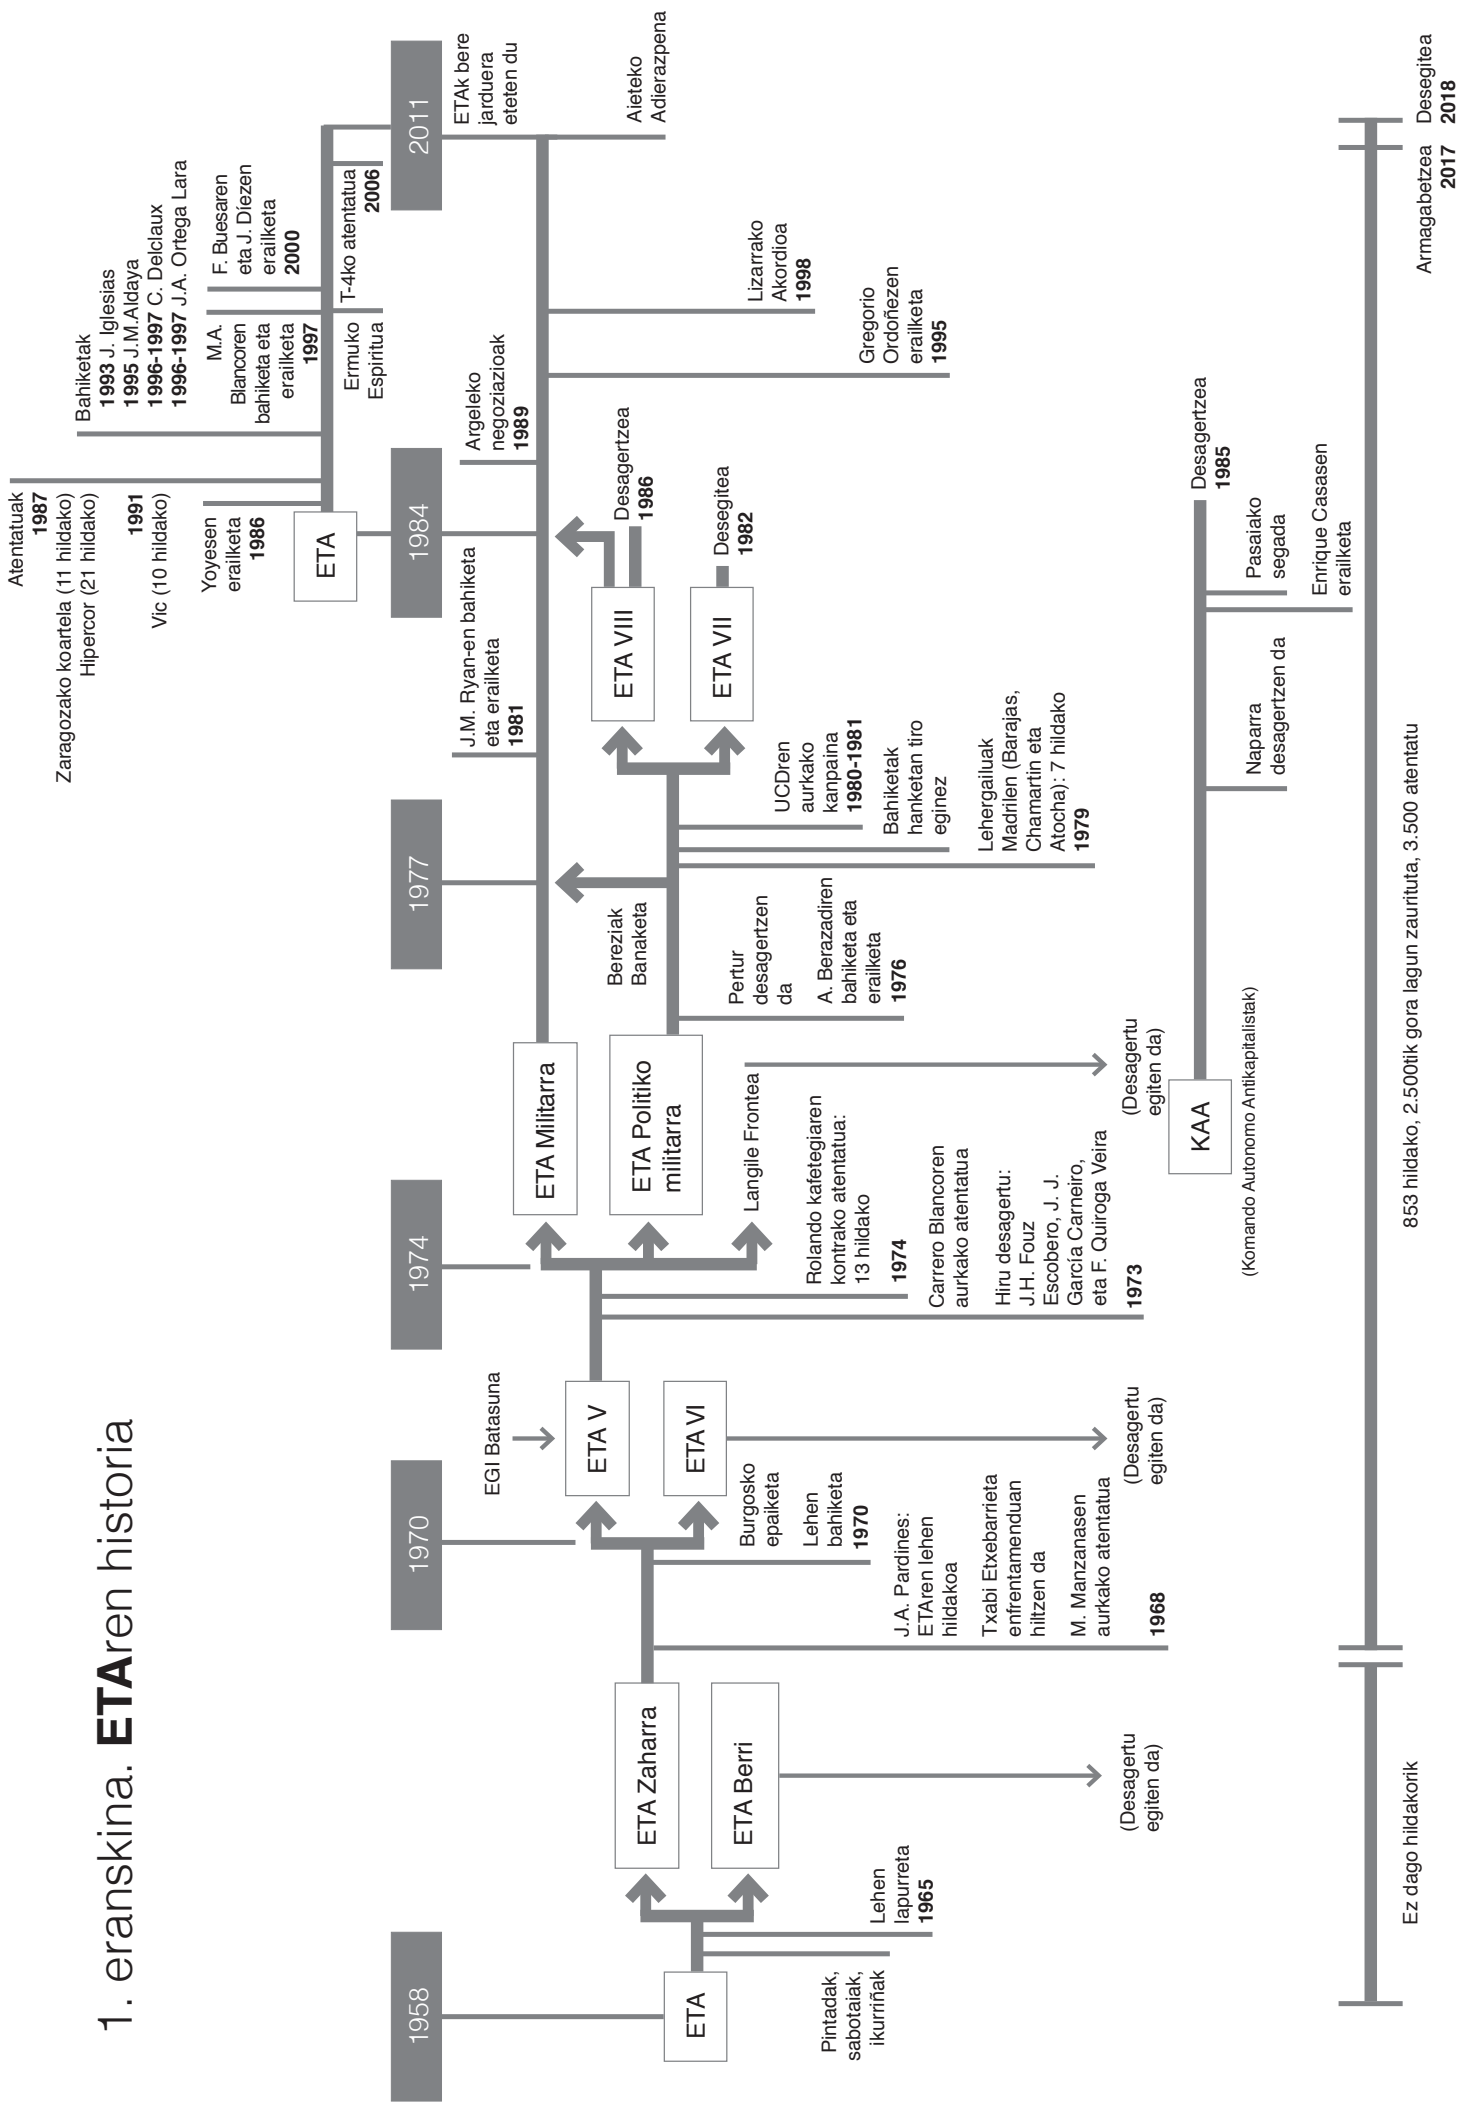 1. eranskina. ETAren historia
1958
1970
1974
1977
1984
2011
ETA
Pintadak,
sabotaiak,
ikurriñak
Lehen
lapurreta
1965
ETA Zaharra
ETA Berri
(Desagertu
egiten da)
J.A. Pardines:
ETAren lehen
hildakoa
Txabi Etxebarrieta
enfrentamenduan
hiltzen da
M. Manzanasen
aurkako atentatua
1968
Burgosko
epaiketa
Lehen
bahiketa
1970
EGI Batasuna
ETA V
ETA VI
(Desagertu
egiten da)
Carrero Blancoren
aurkako atentatua
Hiru desagertu:
J.H. Fouz
Escobero, J. J.
García Carneiro,
eta F. Quiroga Veira
1973
Rolando kafetegiaren
kontrako atentatua:
13 hildako
1974
ETA Militarra
ETA Politiko
militarra
Langile Frontea
(Desagertu
egiten da)
Pertur
desagertzen
da
A. Berazadiren
bahiketa eta
erailketa
1976
Bereziak
Banaketa
Lehergailuak
Madrilen (Barajas,
Chamartin eta
Atocha): 7 hildako
1979
Bahiketak
hanketan tiro
eginez
UCDren
aurkako
kanpaina
1980-1981
ETA VIII
Desagertzea
1986
ETA VII
Desegitea
1982
J.M. Ryan-en bahiketa
eta erailketa
1981
Argeleko
negoziazioak
1989
Gregorio
Ordoñezen
erailketa
1995
Lizarrako
Akordioa
1998
ETAk bere
jarduera
eteten du
Aieteko
Adierazpena
ETA
Yoyesen
erailketa
1986
Atentatuak
1987
Zaragozako koartela (11 hildako)
Hipercor (21 hildako)
1991
Vic (10 hildako)
Bahiketak
1993 J. Iglesias
1995 J.M.Aldaya
1996-1997 C. Delclaux
1996-1997 J.A. Ortega Lara
M.A.
Blancoren
bahiketa eta
erailketa
1997
Ermuko
Espiritua
F. Buesaren
eta J. Díezen
erailketa
2000
T-4ko atentatua
2006
KAA
(Komando Autonomo Antikapitalistak)
Naparra
desagertzen da
Enrique Casasen
erailketa
Pasaiako
segada
Desagertzea
1985
Ez dago hildakorik
853 hildako, 2.500tik gora lagun zaurituta, 3.500 atentatu
Armagabetzea
2017
Desegitea
2018